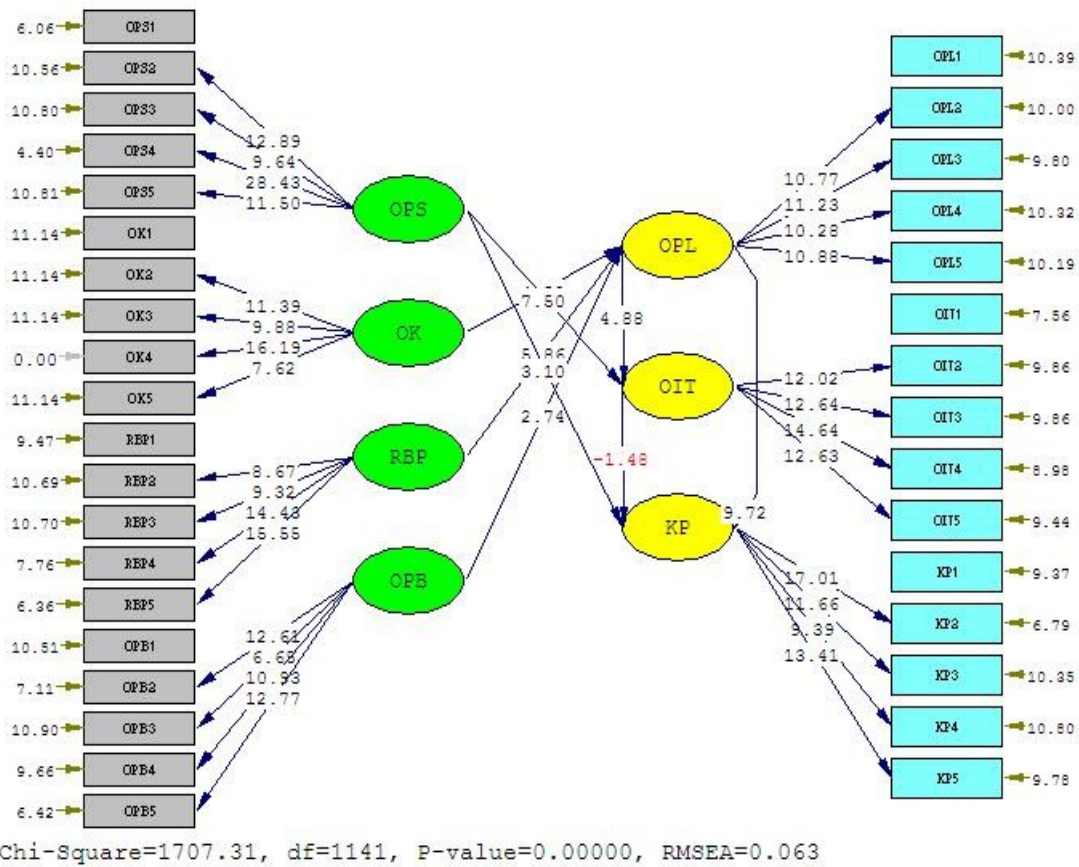 6.06 OPS1
10.56 OPS2
10.80 OPS3
4.40 OPS4
10.81 OPS5
11.14 OK1
11.14 OK2
11.14 OK3
0.00 OK4
11.14 OK5
9.47 RBP1
10.69 RBP2
10.70 RBP3
7.76 RBP4
6.36 RBP5
10.51 OPB1
7.11 OPB2
10.90 OPB3
9.66 OPB4
6.42 OPB5
12.89
9.64
28.43
11.50
11.39
9.88
16.19
7.62
8.67
9.32
14.43
15.55
12.61
6.68
10.93
12.77
OPS
OK
RBP
OPB
7.50
4.88
5.86
3.10
2.74
-1.48
9.72
OPL
OIT
KP
10.77
11.23
10.28
10.88
12.02
12.64
14.64
12.63
17.01
11.66
9.39
13.41
OPL1 10.39
OPL2 10.00
OPL3 9.80
OPL4 10.32
OPL5 10.19
OIT1 7.56
OIT2 9.86
OIT3 9.86
OIT4 8.98
OIT5 9.44
KP1 9.37
KP2 6.79
KP3 10.35
KP4 10.80
KP5 9.78
Chi-Square=1707.31, df=1141, P-value=0.00000, RMSEA=0.063